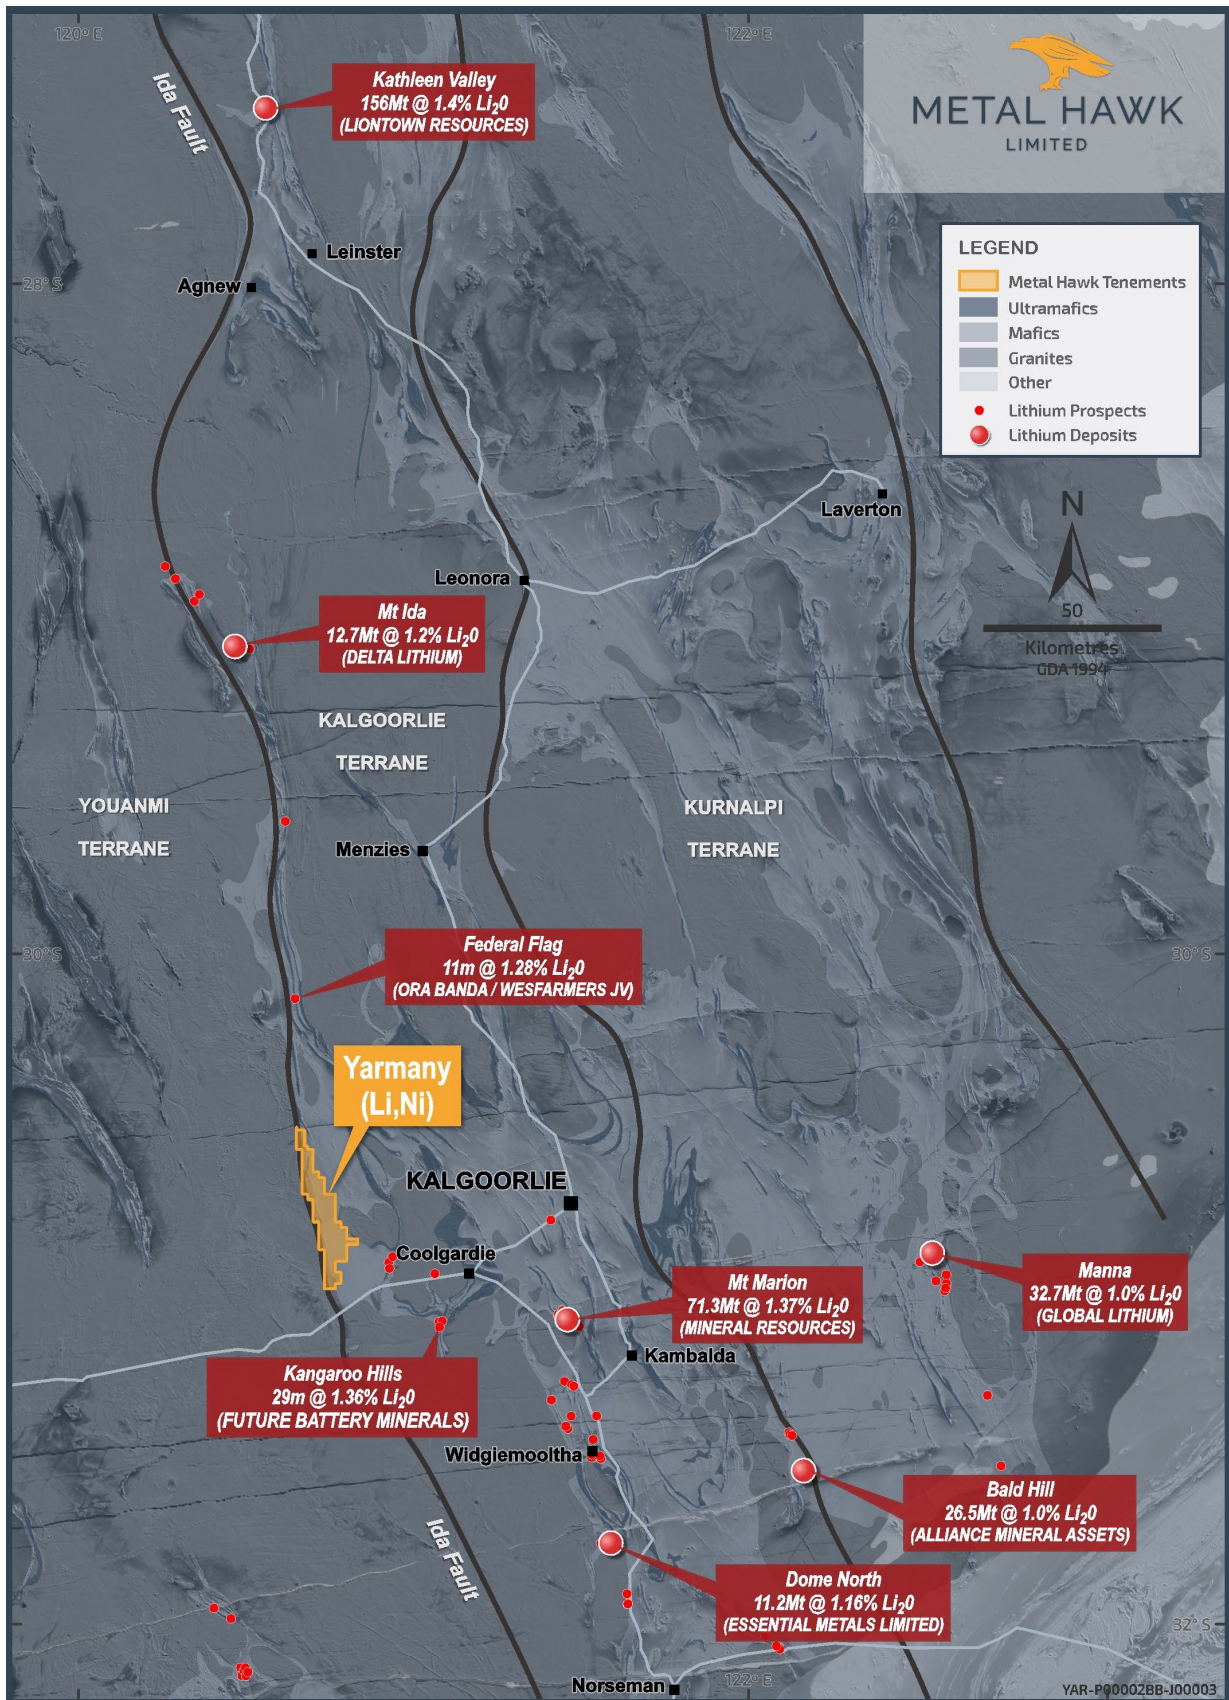 120° E
122° E
METAL HAWK
LIMITED
Ida Fault
Kathleen Valley
156Mt @ 1.4% Li₂0
(LIONTOWN RESOURCES)
LEGEND
Metal Hawk Tenements
Ultramafics
Mafics
Granites
Other
Lithium Prospects
Lithium Deposits
Leinster
Agnew
28° S
Laverton
N
50
Kilometres
GDA 1994
Leonora
Mt Ida
12.7Mt @ 1.2% Li₂0
(DELTA LITHIUM)
KALGOORLIE
TERRANE
YOUANMI
TERRANE
KURNALPI
TERRANE
Menzies
Federal Flag
11m @ 1.28% Li₂0
(ORA BANDA / WESFARMERS JV)
30° S
30° S
Yarmany
(Li,Ni)
KALGOORLIE
Coolgardie
Mt Marion
71.3Mt @ 1.37% Li₂0
(MINERAL RESOURCES)
Manna
32.7Mt @ 1.0% Li₂0
(GLOBAL LITHIUM)
Kambalda
Kangaroo Hills
29m @ 1.36% Li₂0
(FUTURE BATTERY MINERALS)
Widgiemooltha
Bald Hill
26.5Mt @ 1.0% Li₂0
(ALLIANCE MINERAL ASSETS)
Ida Fault
Dome North
11.2Mt @ 1.16% Li₂0
(ESSENTIAL METALS LIMITED)
32° S
Norseman
122° E
YAR-P00002BB-J00003